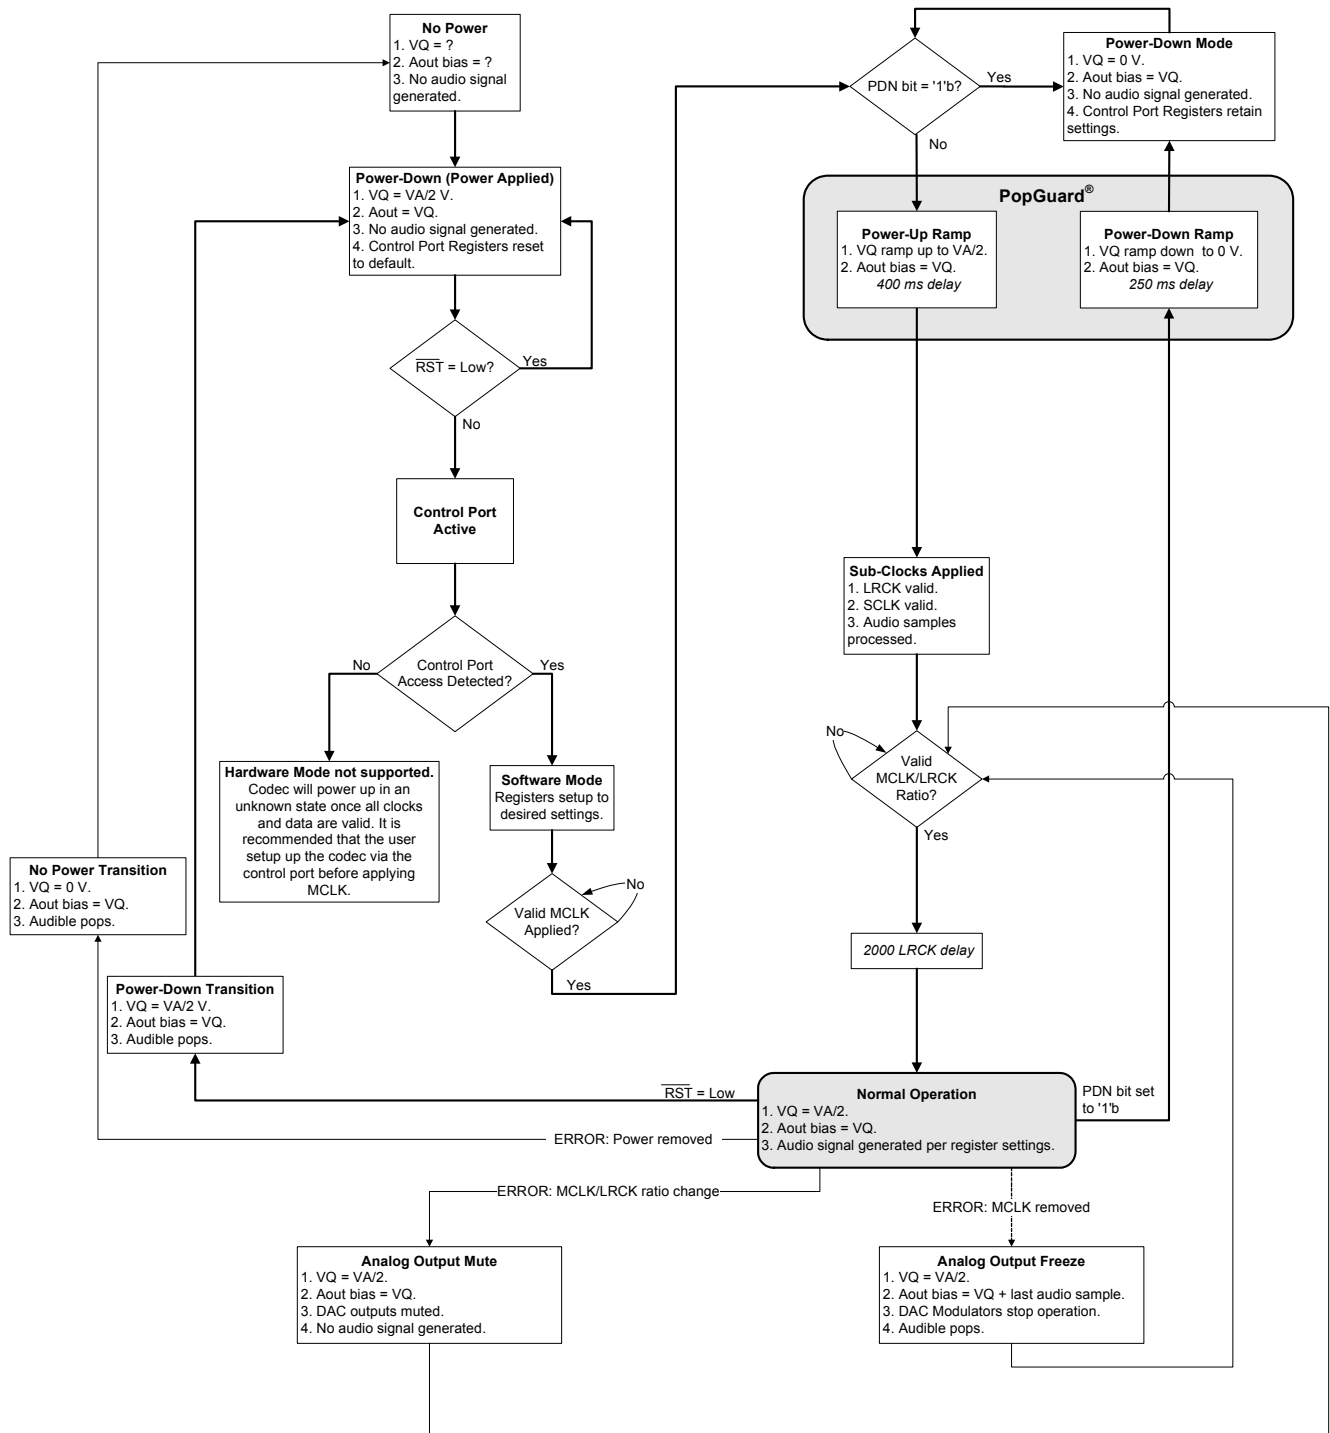 No Power
1. VQ = ?
2. Aout bias = ?
3. No audio signal
generated.
Power-Down (Power Applied)
1. VQ = VA/2 V.
2. Aout = VQ.
3. No audio signal generated.
4. Control Port Registers reset
to default.
RST = Low?
Yes
No
Control Port
Active
Control Port
Access Detected?
No
Yes
Hardware Mode not supported.
Codec will power up in an
unknown state once all clocks
and data are valid. It is
recommended that the user
setup up the codec via the
control port before applying
MCLK.
Software Mode
Registers setup to
desired settings.
Valid MCLK
Applied?
No
Yes
No Power Transition
1. VQ = 0 V.
2. Aout bias = VQ.
3. Audible pops.
Power-Down Transition
1. VQ = VA/2 V.
2. Aout bias = VQ.
3. Audible pops.
PDN bit = '1'b?
Yes
No
Power-Down Mode
1. VQ = 0 V.
2. Aout bias = VQ.
3. No audio signal generated.
4. Control Port Registers retain
settings.
PopGuard®
Power-Up Ramp
1. VQ ramp up to VA/2.
2. Aout bias = VQ.
400 ms delay
Power-Down Ramp
1. VQ ramp down to 0 V.
2. Aout bias = VQ.
250 ms delay
Sub-Clocks Applied
1. LRCK valid.
2. SCLK valid.
3. Audio samples
processed.
No
Valid
MCLK/LRCK
Ratio?
Yes
2000 LRCK delay
Normal Operation
1. VQ = VA/2.
2. Aout bias = VQ.
3. Audio signal generated per register settings.
RST = Low
PDN bit set
to '1'b
ERROR: Power removed
ERROR: MCLK/LRCK ratio change
ERROR: MCLK removed
Analog Output Mute
1. VQ = VA/2.
2. Aout bias = VQ.
3. DAC outputs muted.
4. No audio signal generated.
Analog Output Freeze
1. VQ = VA/2.
2. Aout bias = VQ + last audio sample.
3. DAC Modulators stop operation.
4. Audible pops.